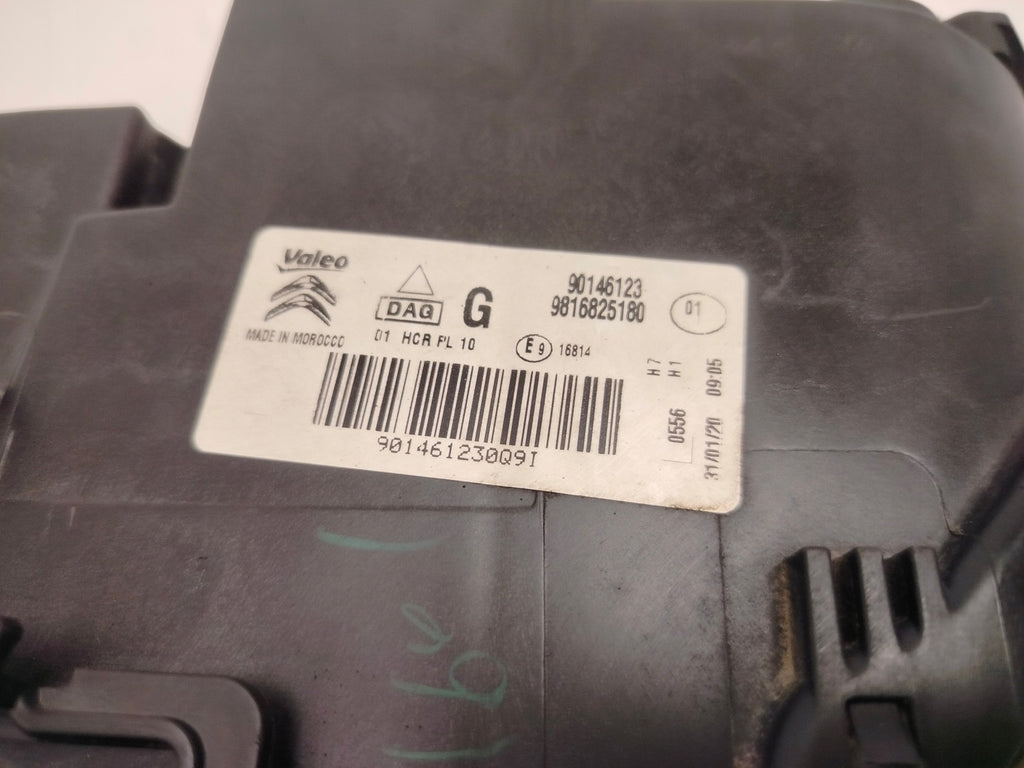 Valeo
MADE IN MOROCCO
DAQ
01 HCR PL 10
G
90146123
9816825180
01
E9 16814
901461230Q9I
H7
H1
0556
31/01/20 09:05